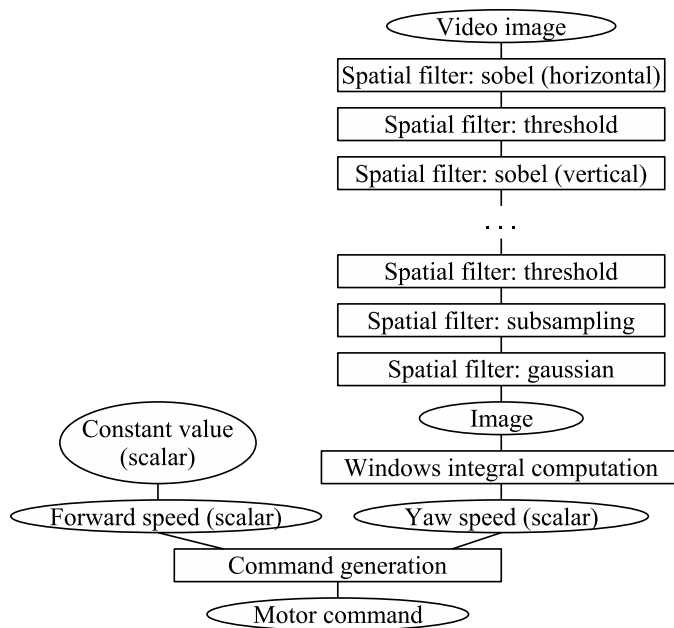 Video image
Spatial filter: sobel (horizontal)
Spatial filter: threshold
Spatial filter: sobel (vertical)
. . .
Spatial filter: threshold
Spatial filter: subsampling
Spatial filter: gaussian
Image
Constant value
(scalar)
Windows integral computation
Forward speed (scalar)
Yaw speed (scalar)
Command generation
Motor command